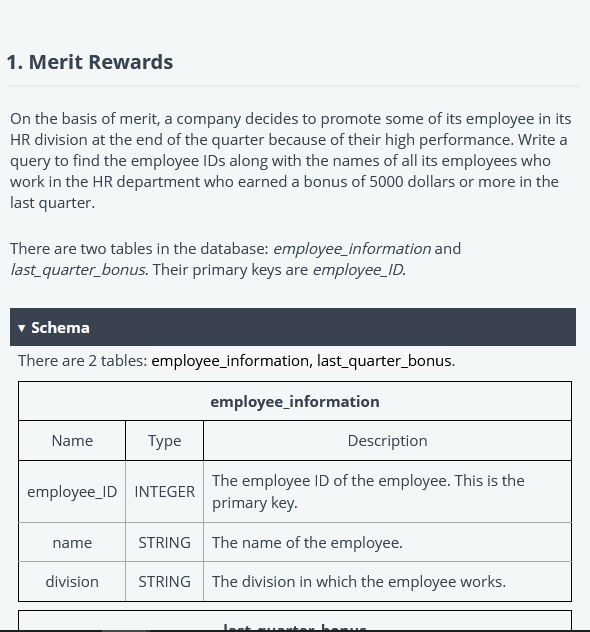 1. Merit Rewards
On the basis of merit, a company decides to promote some of its employee in its
HR division at the end of the quarter because of their high performance. Write a
query to find the employee IDs along with the names of all its employees who
work in the HR department who earned a bonus of 5000 dollars or more in the
last quarter.
There are two tables in the database: employee_information and
last_quarter_bonus. Their primary keys are employee_ID.
▾ Schema
There are 2 tables: employee_information, last_quarter_bonus.
employee_information
Name Type Description
employee_ID INTEGER The employee ID of the employee. This is the
primary key.
name STRING The name of the employee.
division STRING The division in which the employee works.
last_quarter_bonus